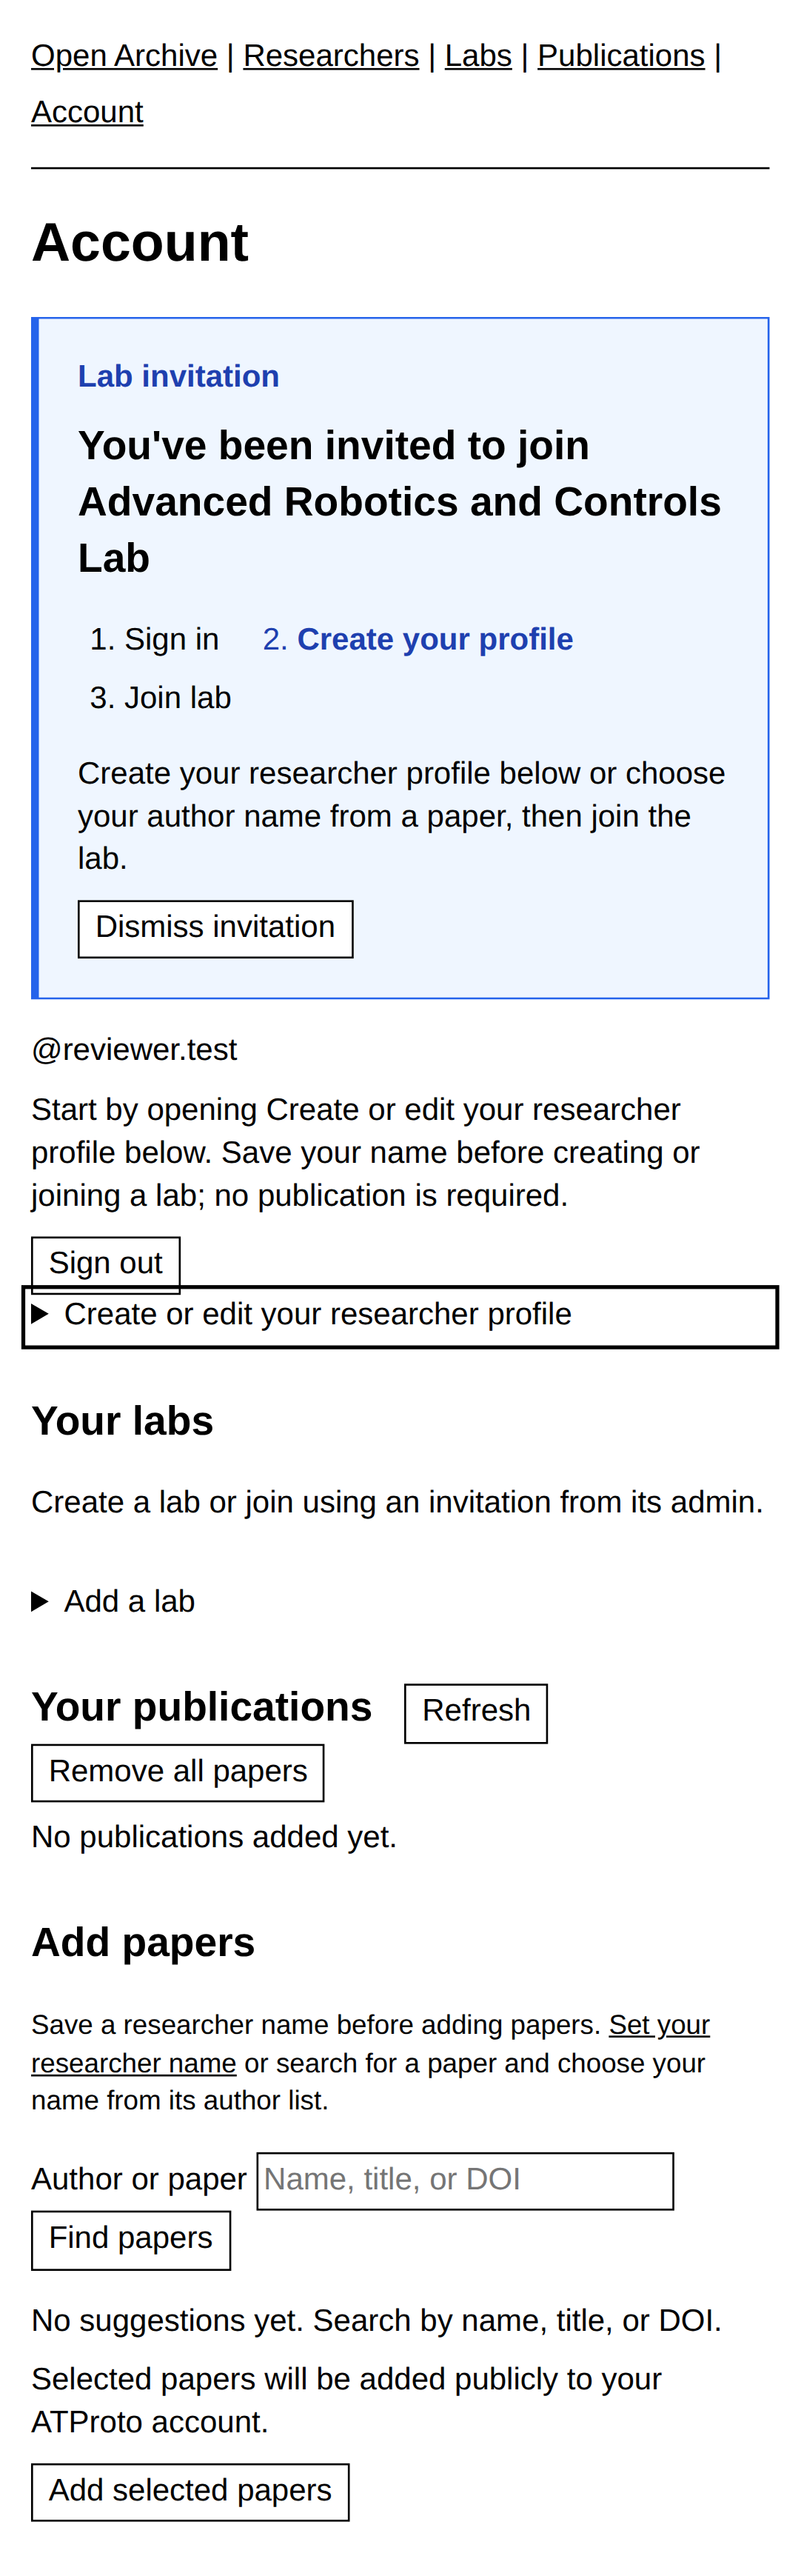 Open Archive | Researchers | Labs | Publications |
Account
Account
Lab invitation
You've been invited to join
Advanced Robotics and Controls
Lab
1. Sign in 2. Create your profile
3. Join lab
Create your researcher profile below or choose
your author name from a paper, then join the
lab.
Dismiss invitation
@reviewer.test
Start by opening Create or edit your researcher
profile below. Save your name before creating or
joining a lab; no publication is required.
Sign out
Create or edit your researcher profile
Your labs
Create a lab or join using an invitation from its admin.
Add a lab
Your publications Refresh
Remove all papers
No publications added yet.
Add papers
Save a researcher name before adding papers. Set your
researcher name or search for a paper and choose your
name from its author list.
Author or paper Name, title, or DOI
Find papers
No suggestions yet. Search by name, title, or DOI.
Selected papers will be added publicly to your
ATProto account.
Add selected papers